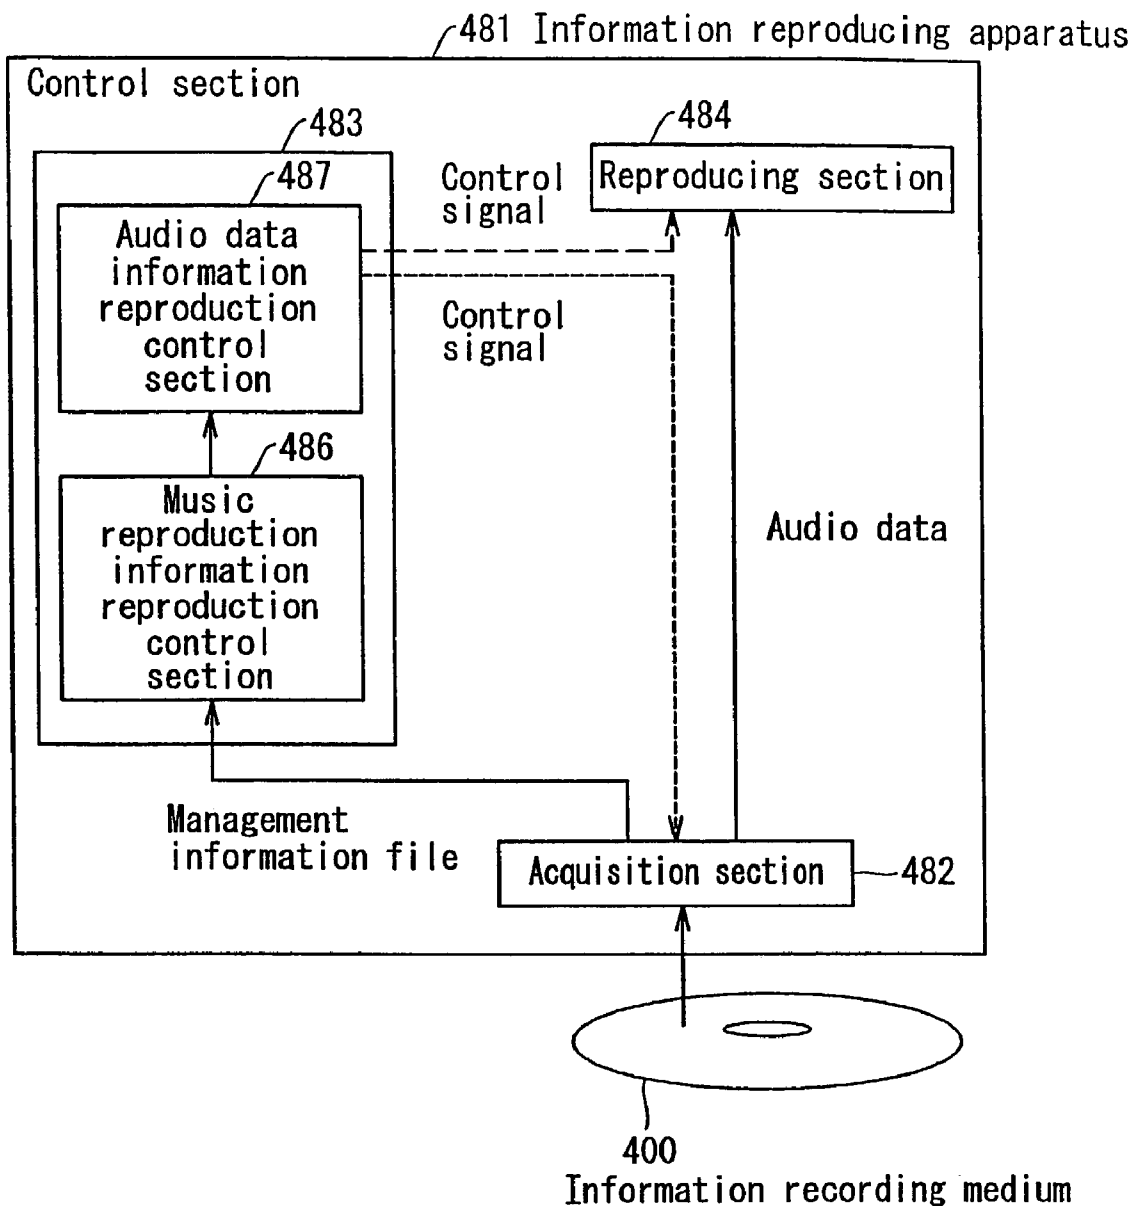 481 Information reproducing apparatus
Control section
483
484
487
Control
signal
Reproducing section
Audio data
information
reproduction
control
section
Control
signal
486
Music
reproduction
information
reproduction
control
section
Audio data
Management
information file
Acquisition section
482
400
Information recording medium